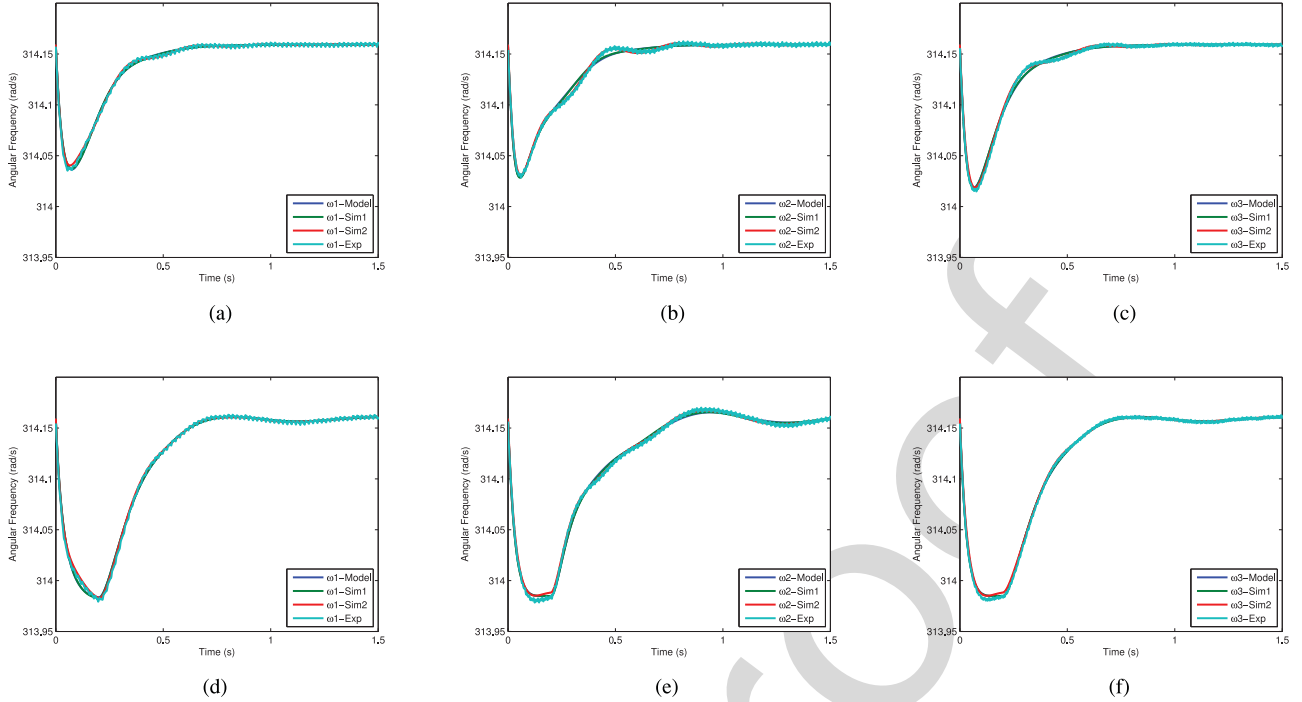 314.15
314.1
314.05
314
313.95
0
0.5
1
1.5
Angular Frequency (rad/s)
Time (s)
ω1−Model
ω1−Sim1
ω1−Sim2
ω1−Exp
(a)
314.15
314.1
314.05
314
313.95
0
0.5
1
1.5
Angular Frequency (rad/s)
Time (s)
ω2−Model
ω2−Sim1
ω2−Sim2
ω2−Exp
(b)
314.15
314.1
314.05
314
313.95
0
0.5
1
1.5
Angular Frequency (rad/s)
Time (s)
ω3−Model
ω3−Sim1
ω3−Sim2
ω3−Exp
(c)
314.15
314.1
314.05
314
313.95
0
0.5
1
1.5
Angular Frequency (rad/s)
Time (s)
ω1−Model
ω1−Sim1
ω1−Sim2
ω1−Exp
(d)
314.15
314.1
314.05
314
313.95
0
0.5
1
1.5
Angular Frequency (rad/s)
Time (s)
ω2−Model
ω2−Sim1
ω2−Sim2
ω2−Exp
(e)
314.15
314.1
314.05
314
313.95
0
0.5
1
1.5
Angular Frequency (rad/s)
Time (s)
ω3−Model
ω3−Sim1
ω3−Sim2
ω3−Exp
(f)